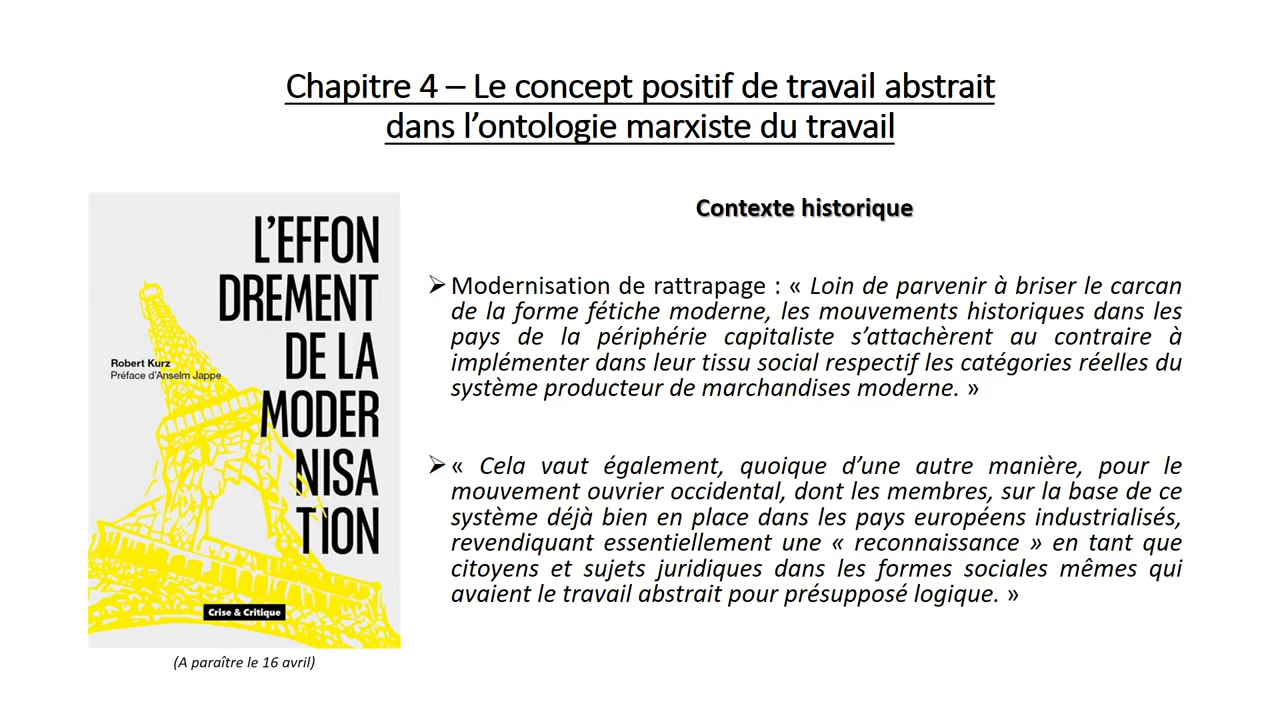 Chapitre 4 – Le concept positif de travail abstrait
dans l’ontologie marxiste du travail
L’EFFON
DREMENT
DE LA
MODER
NISA
TION
Robert Kurz
Préface d’Anselm Jappe
Crise & Critique
(A paraître le 16 avril)
Contexte historique
➢ Modernisation de rattrapage : « Loin de parvenir à briser le carcan
de la forme fétiche moderne, les mouvements historiques dans les
pays de la périphérie capitaliste s’attachèrent au contraire à
implémenter dans leur tissu social respectif les catégories réelles du
système producteur de marchandises moderne. »
➢ « Cela vaut également, quoique d’une autre manière, pour le
mouvement ouvrier occidental, dont les membres, sur la base de ce
système déjà bien en place dans les pays européens industrialisés,
revendiquant essentiellement une « reconnaissance » en tant que
citoyens et sujets juridiques dans les formes sociales mêmes qui
avaient le travail abstrait pour présupposé logique. »